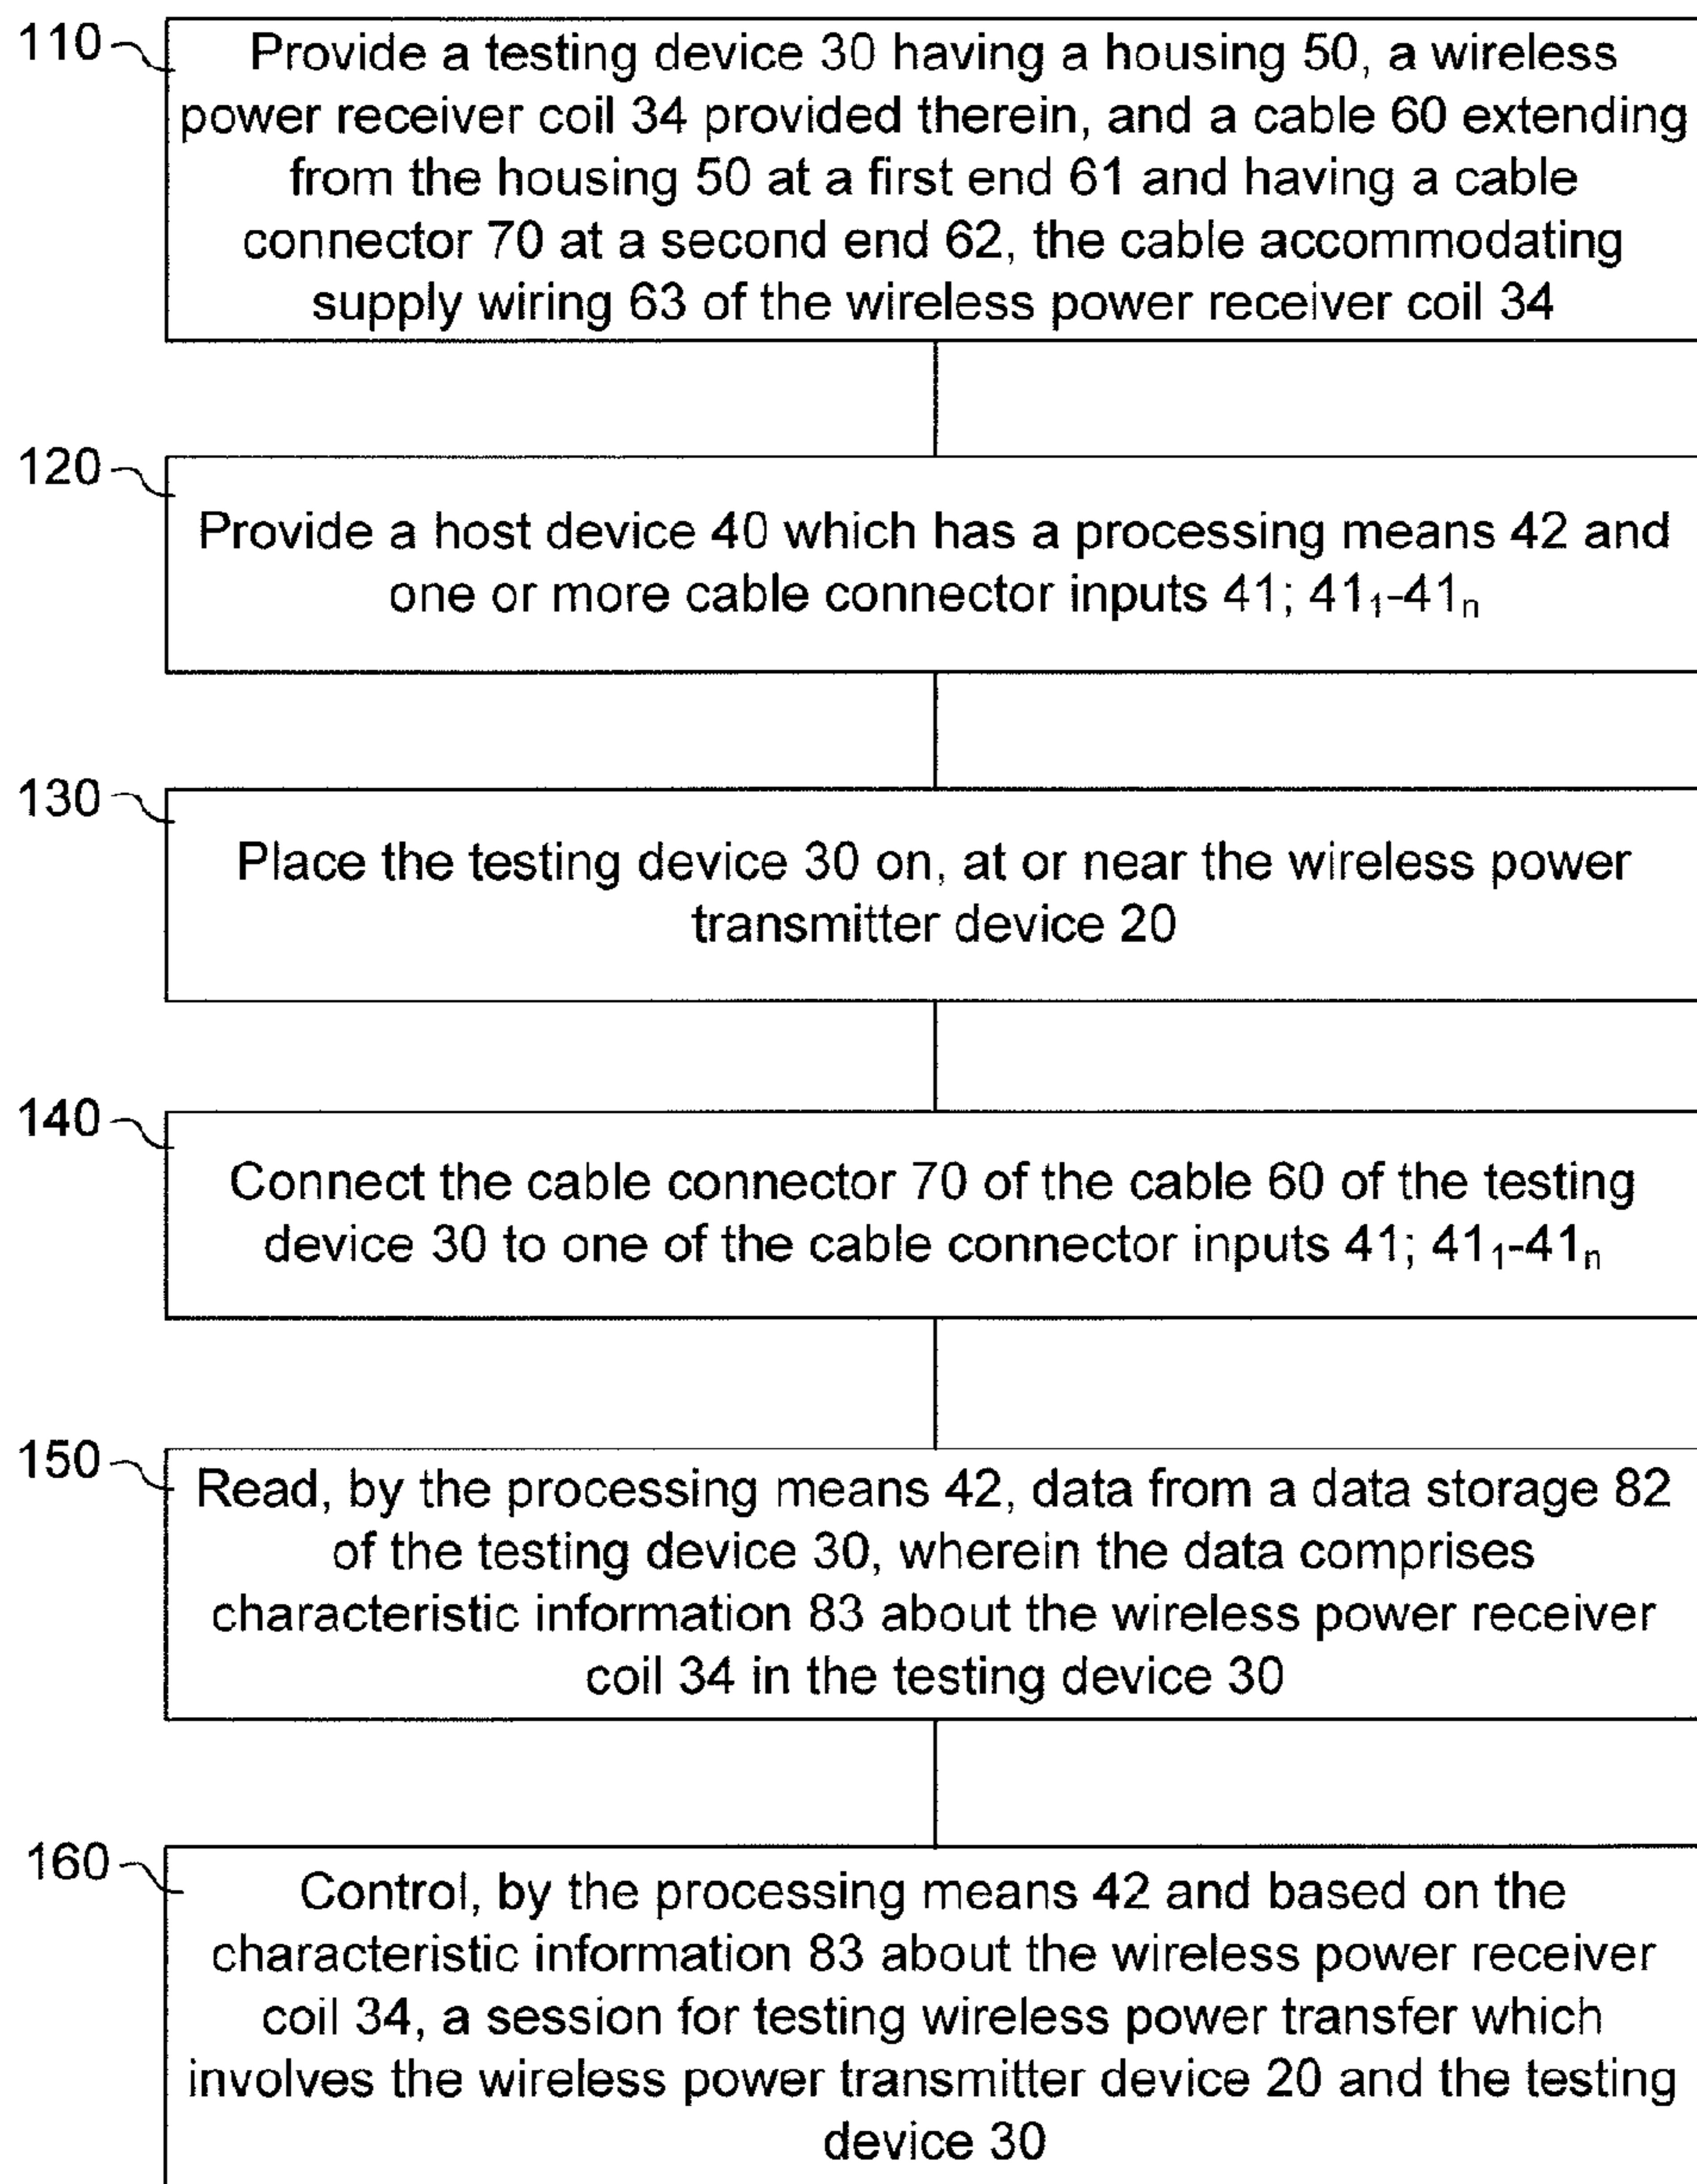 110
Provide a testing device 30 having a housing 50, a wireless
power receiver coil 34 provided therein, and a cable 60 extending
from the housing 50 at a first end 61 and having a cable
connector 70 at a second end 62, the cable accommodating
supply wiring 63 of the wireless power receiver coil 34
120
Provide a host device 40 which has a processing means 42 and
one or more cable connector inputs 41; 41₁-41ₙ
130
Place the testing device 30 on, at or near the wireless power
transmitter device 20
140
Connect the cable connector 70 of the cable 60 of the testing
device 30 to one of the cable connector inputs 41; 41₁-41ₙ
150
Read, by the processing means 42, data from a data storage 82
of the testing device 30, wherein the data comprises
characteristic information 83 about the wireless power receiver
coil 34 in the testing device 30
160
Control, by the processing means 42 and based on the
characteristic information 83 about the wireless power receiver
coil 34, a session for testing wireless power transfer which
involves the wireless power transmitter device 20 and the testing
device 30